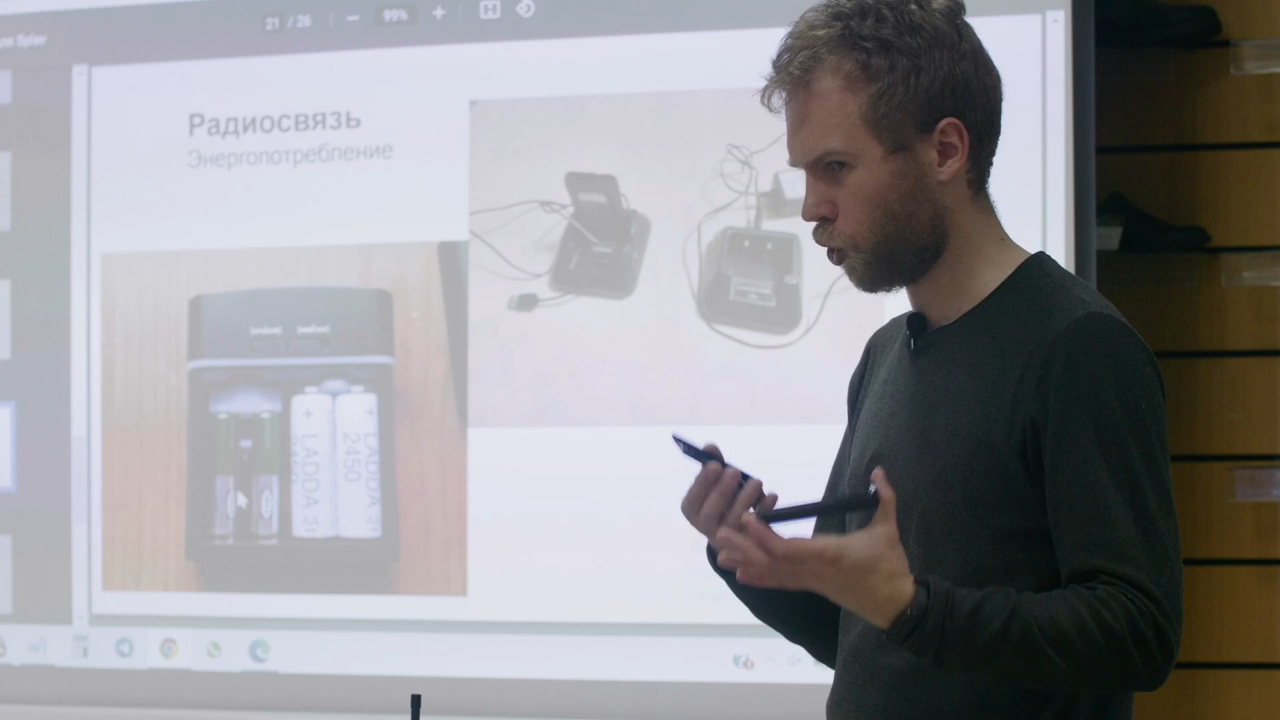 21 / 26
99%
Радиосвязь
Энергопотребление
LADDA
2450
LADDA